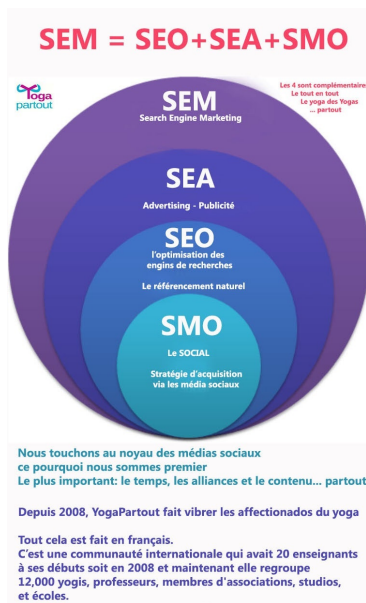 SEM = SEO+SEA+SMO
Yoga
partout
Les 4 sont complémentaire
Le tout en tout
Le yoga des Yogas
... partout
SEM
Search Engine Marketing
SEA
Advertising - Publicité
SEO
l'optimisation des
engins de recherches
Le référencement naturel
SMO
Le SOCIAL
Stratégie d'acquisition
via les média sociaux
Nous touchons au noyau des médias sociaux
ce pourquoi nous sommes premier
Le plus important: le temps, les alliances et le contenu... partout
Depuis 2008, YogaPartout fait vibrer les affectionados du yoga
Tout cela est fait en français.
C'est une communauté internationale qui avait 20 enseignants
à ses débuts soit en 2008 et maintenant elle regroupe
12,000 yogis, professeurs, membres d'associations, studios,
et écoles.